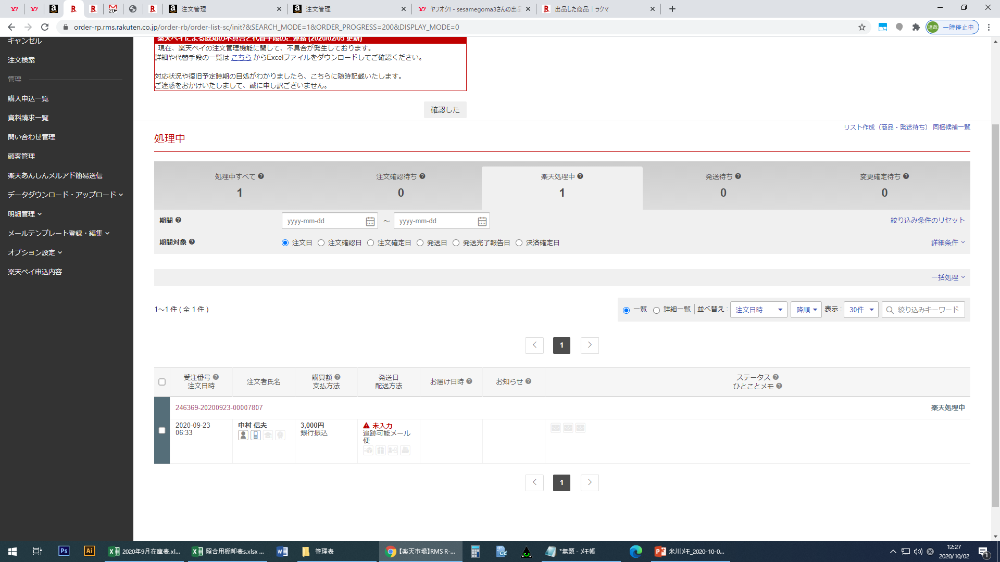 注文管理
注文管理
ヤフオク! - sesamegoma3さんの出品
出品した商品 | ラクマ
order-rp.rms.rakuten.co.jp/order-rb/order-list-sc/init?&SEARCH_MODE=1&ORDER_PROGRESS=200&DISPLAY_MODE=0
達哉 一時停止中
キャンセル
注文検索
管理
購入申込一覧
資料請求一覧
問い合わせ管理
顧客管理
楽天あんしんメルアド簡易送信
データダウンロード・アップロード
明細管理
メールテンプレート登録・編集
オプション設定
楽天ペイ申込内容
楽天ペイによる既知の不具合と代替手段のご連絡 (2020/02/05 更新)
現在、楽天ペイの注文管理機能に関して、不具合が発生しております。
詳細や代替手段の一覧は こちら からExcelファイルをダウンロードしてご確認ください。
対応状況や復旧予定時期の目処がわかりましたら、こちらに随時記載いたします。
ご迷惑をおかけいたしまして、誠に申し訳ございません。
確認した
リスト作成（商品・発送待ち） 同梱候補一覧
処理中
処理中すべて 注文確認待ち 楽天処理中 発送待ち 変更確定待ち
1 0 1 0 0
期間 yyyy-mm-dd ～ yyyy-mm-dd 絞り込み条件のリセット
期間対象 注文日 注文確認日 注文確定日 発送日 発送完了報告日 決済確定日 詳細条件
一括処理
1～1 件 ( 全 1 件 ) 一覧 詳細一覧 並べ替え : 注文日時 降順 表示 : 30件 絞り込みキーワード
1
受注番号 注文者氏名 購買額 発送日 お届け日時 お知らせ ステータス
注文日時 支払方法 配送方法 ひとことメモ
246369-20200923-00007807 楽天処理中
2020-09-23 中村 信夫 3,000円 未入力
06:33 銀行振込 追跡可能メール
便
1
2020年9月在庫表.xl...
照合用棚卸表s.xlsx ...
管理表
【楽天市場】RMS R-...
*無題 - メモ帳
米川メモ_2020-10-0...
12:27
2020/10/02
1